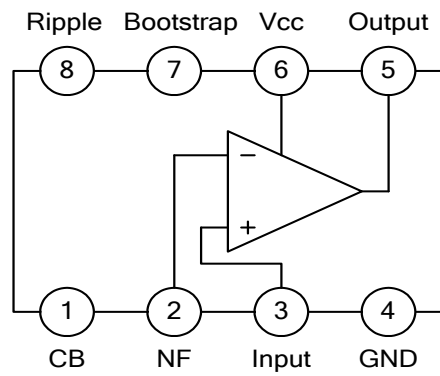 Ripple Bootstrap Vcc Output
8 7 6 5
−
+
1 2 3 4
CB NF Input GND